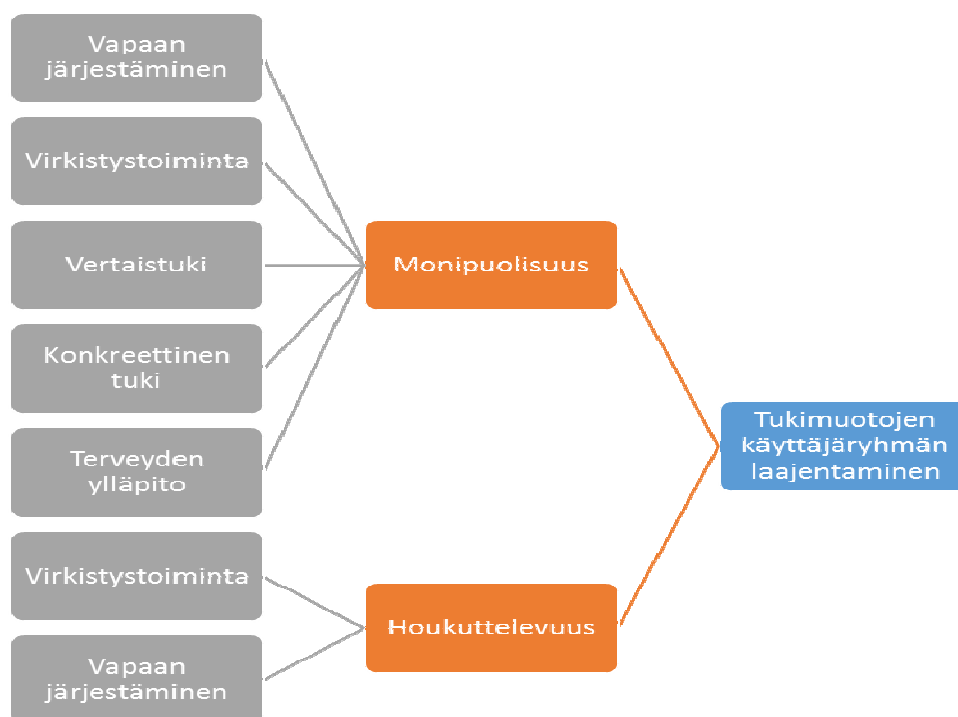 Vapaan
järjestäminen
Virkistystoiminta
Vertaistuki
Konkreettinen
tuki
Terveyden
ylläpito
Virkistystoiminta
Vapaan
järjestäminen
Monipuolisuus
Houkuttelevuus
Tukimuotojen
käyttäjäryhmän
laajentaminen